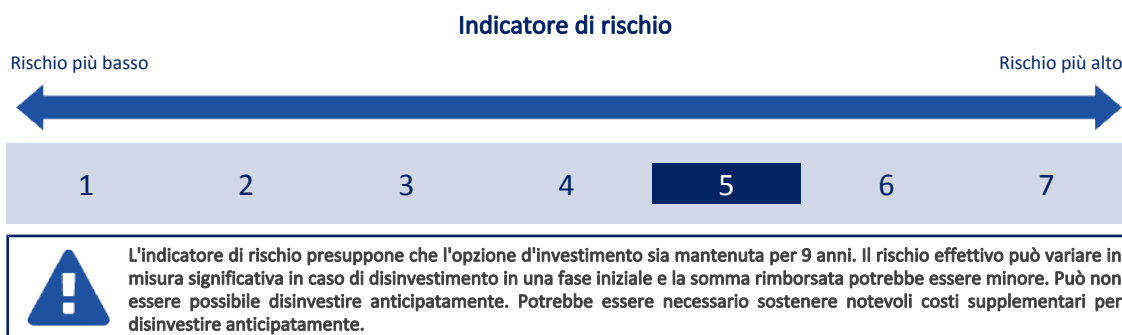 Indicatore di rischio
Rischio più basso
Rischio più alto
1 2 3 4 5 6 7
L'indicatore di rischio presuppone che l'opzione d'investimento sia mantenuta per 9 anni. Il rischio effettivo può variare in
misura significativa in caso di disinvestimento in una fase iniziale e la somma rimborsata potrebbe essere minore. Può non
essere possibile disinvestire anticipatamente. Potrebbe essere necessario sostenere notevoli costi supplementari per
disinvestire anticipatamente.